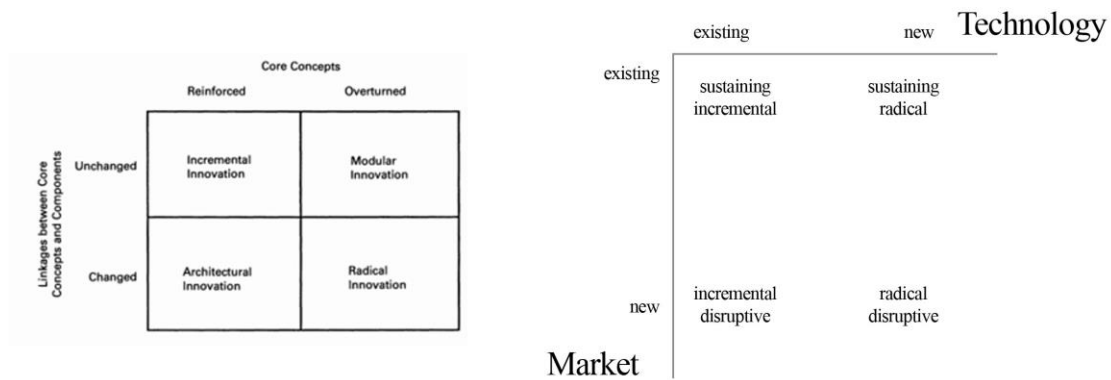 Core Concepts
Reinforced Overturned
Linkages between Core
Concepts and Components
Unchanged
Incremental
Innovation
Modular
Innovation
Changed
Architectural
Innovation
Radical
Innovation
Technology
existing new
existing
sustaining
incremental
sustaining
radical
new
incremental
disruptive
radical
disruptive
Market